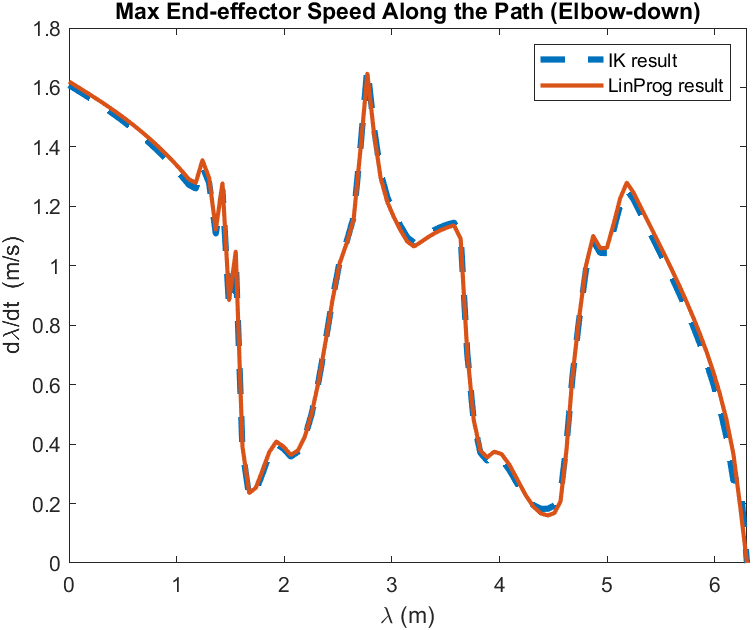 Max End-effector Speed Along the Path (Elbow-down)
IK result
LinProg result
dλ/dt (m/s)
1.8
1.6
1.4
1.2
1
0.8
0.6
0.4
0.2
0
0 1 2 3 4 5 6
λ (m)